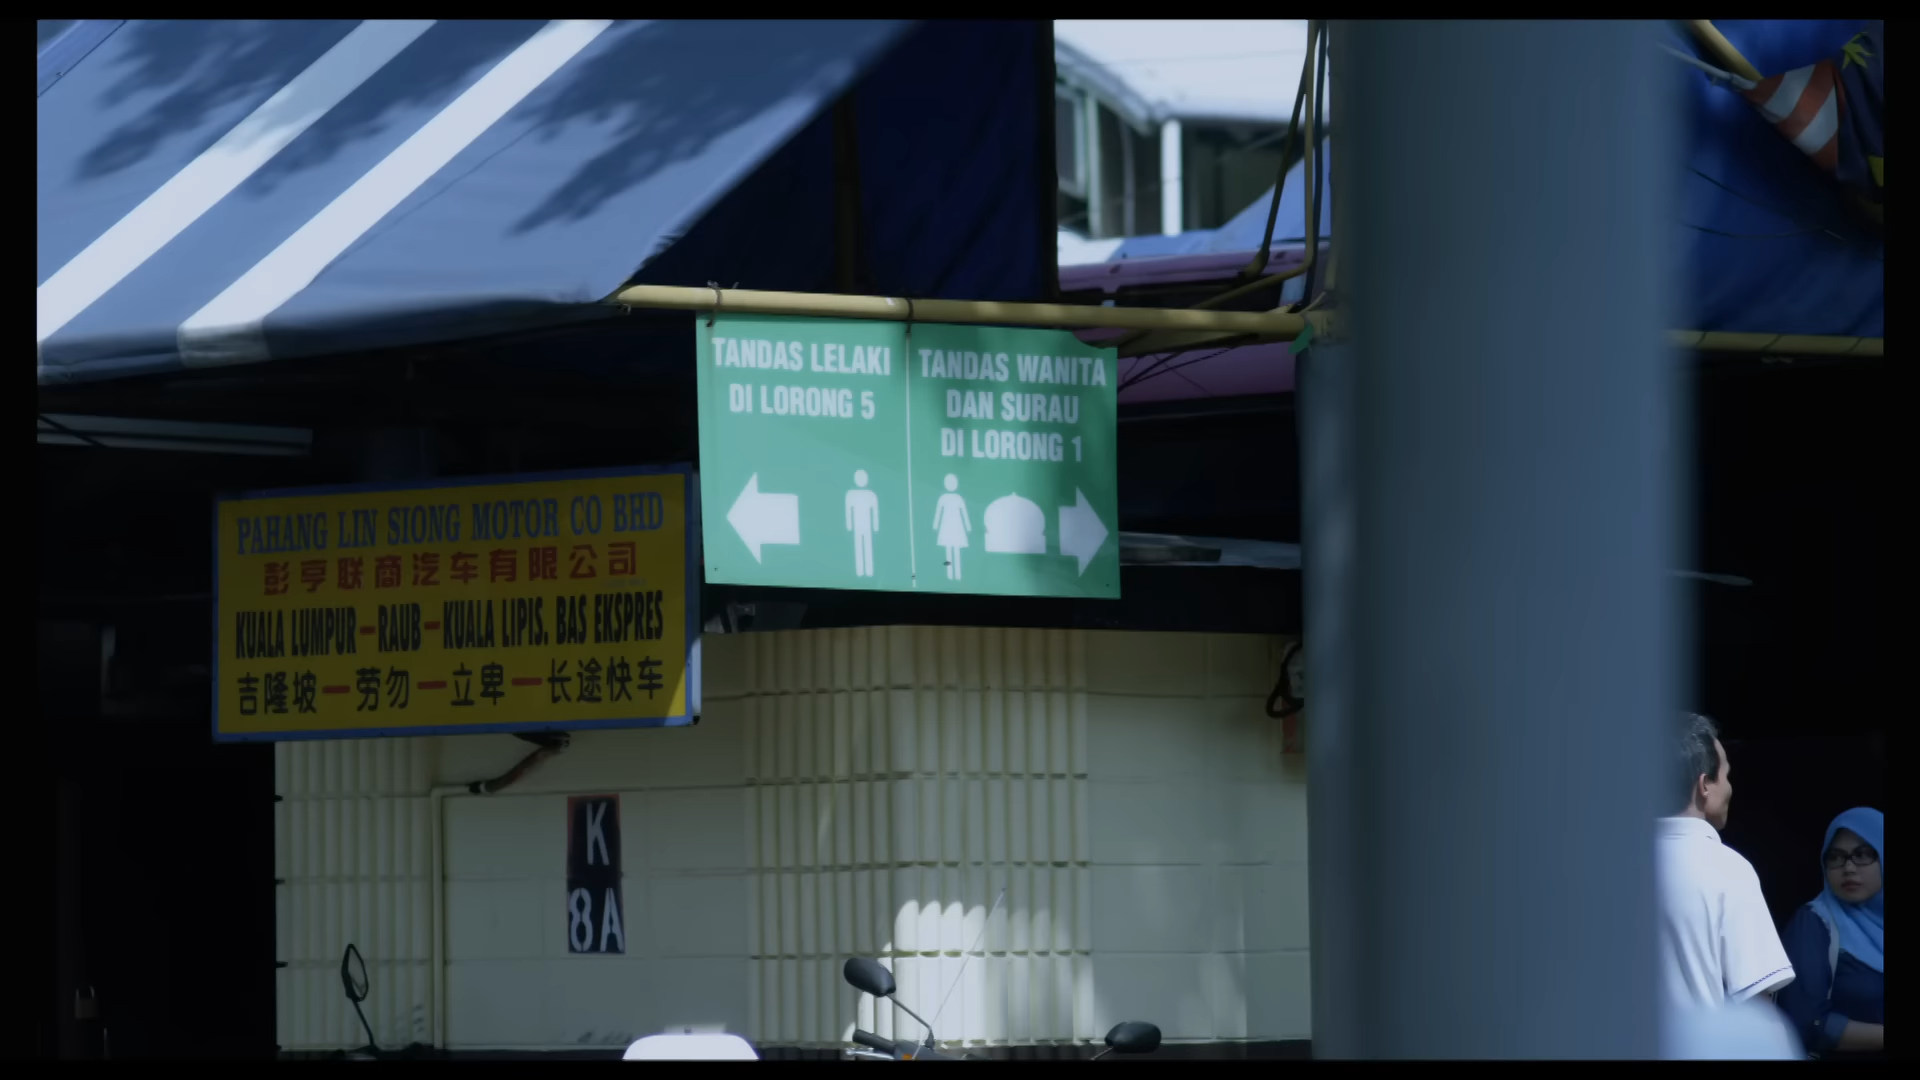 TANDAS LELAKI
DI LORONG 5
TANDAS WANITA
DAN SURAU
DI LORONG 1
PAHANG LIN SIONG MOTOR CO BHD
彭亨联商汽车有限公司
KUALA LUMPUR-RAUB-KUALA LIPIS. BAS EKSPRES
吉隆坡-劳勿-立卑-长途快车
K
8A